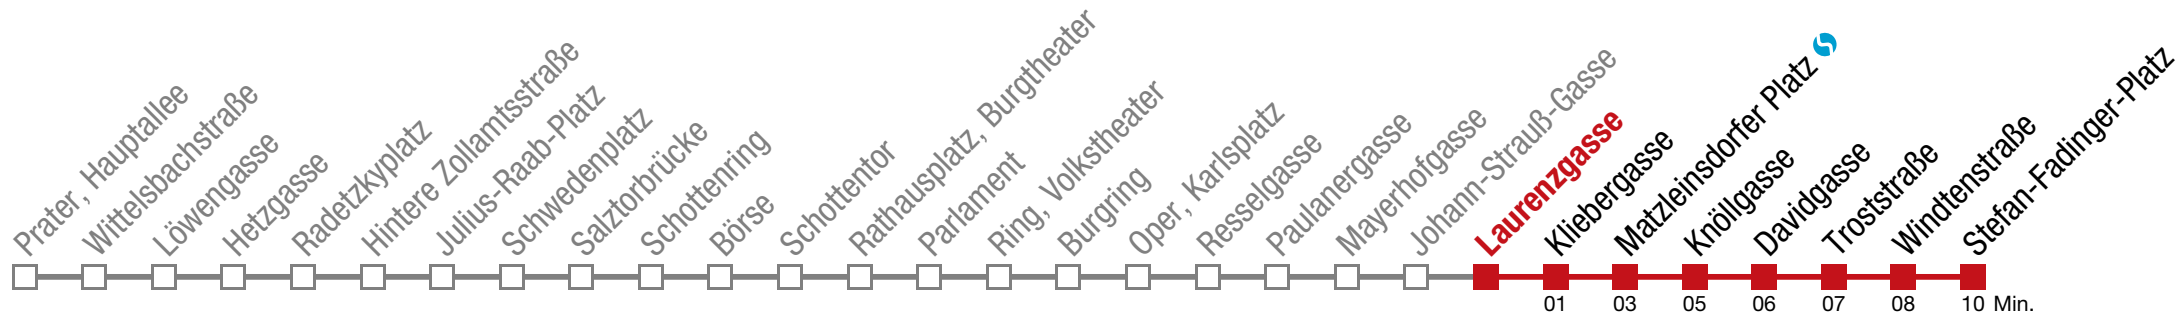 Prater, Hauptallee
Wittelsbachstraße
Löwengasse
Hetzgasse
Radetzkyplatz
Hintere Zollamtsstraße
Julius-Raab-Platz
Schwedenplatz
Salztorbrücke
Schottenring
Börse
Schottentor
Rathausplatz, Burgtheater
Parlament
Ring, Volkstheater
Burgring
Oper, Karlsplatz
Resselgasse
Paulanergasse
Mayerhofgasse
Johann-Strauß-Gasse
Laurenzgasse
Kliebergasse
Matzleinsdorfer Platz
Knöllgasse
Davidgasse
Troststraße
Windtenstraße
Stefan-Fadinger-Platz
01 03 05 06 07 08 10 Min.